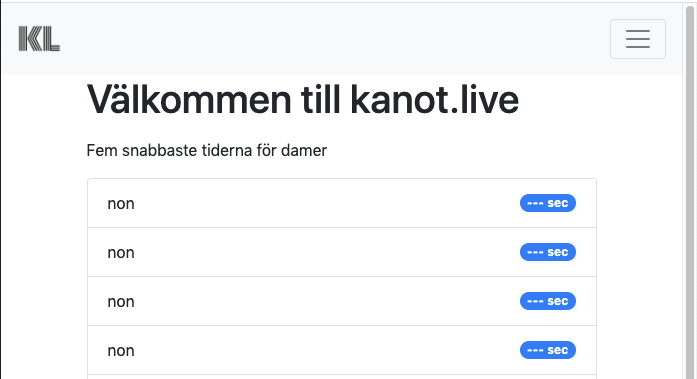 KL
Välkommen till kanot.live
Fem snabbaste tiderna för damer
non --- sec
non --- sec
non --- sec
non --- sec